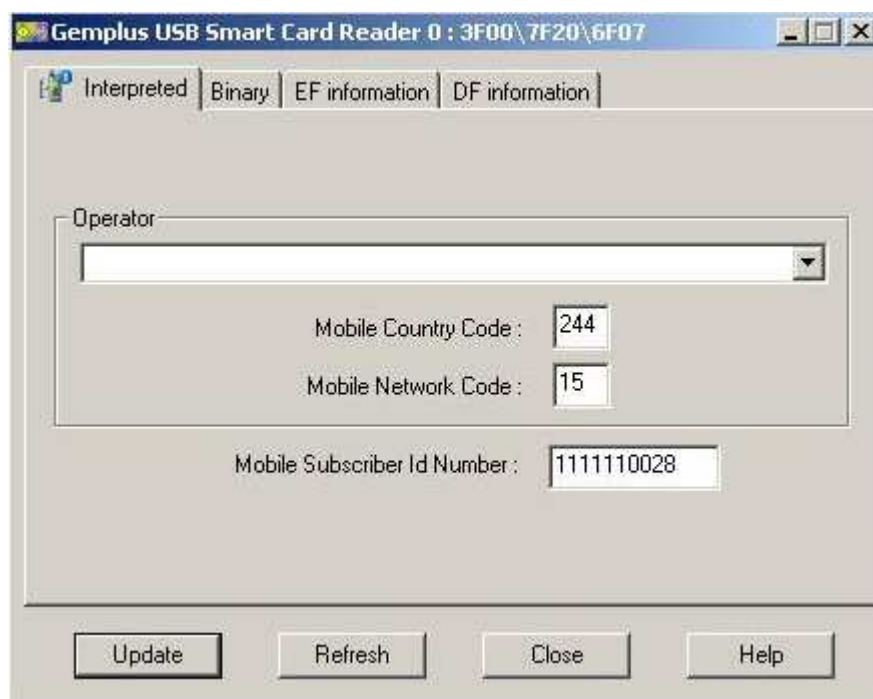 Gemplus USB Smart Card Reader 0 : 3F00\7F20\6F07
Interpreted Binary EF information DF information
Operator
Mobile Country Code : 244
Mobile Network Code : 15
Mobile Subscriber Id Number : 1111110028
Update Refresh Close Help